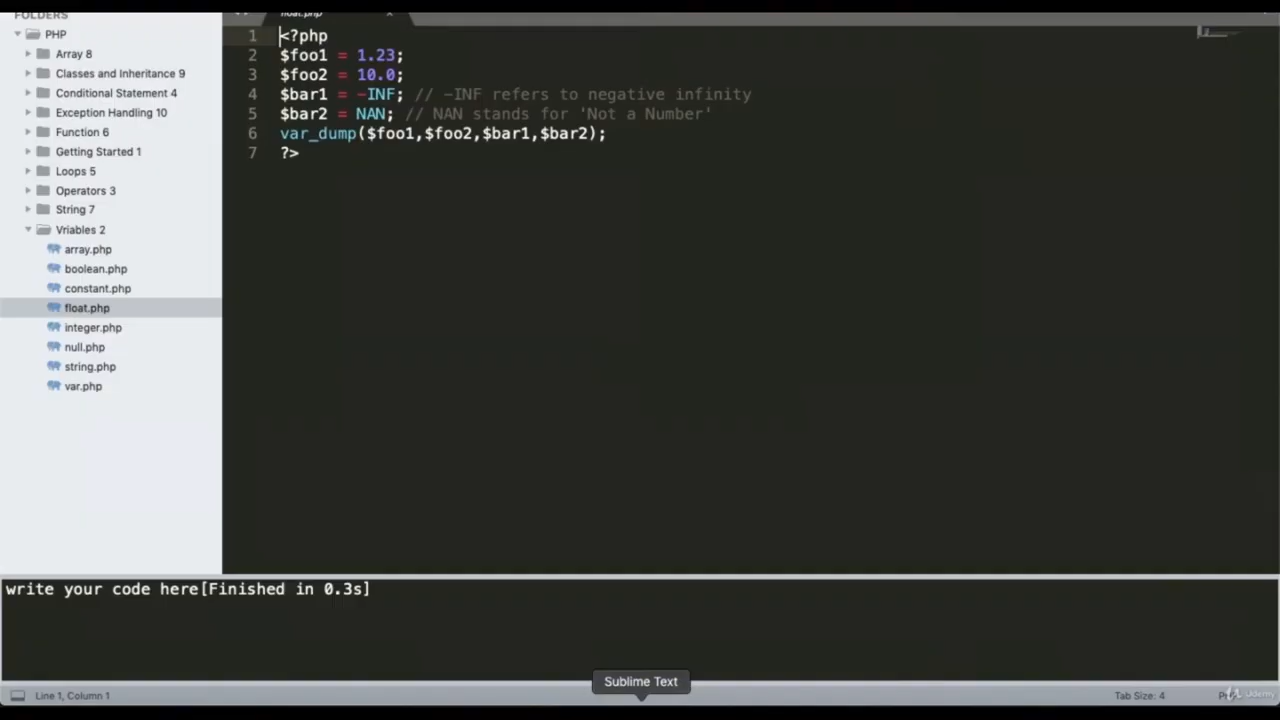 FOLDERS
PHP
Array 8
Classes and Inheritance 9
Conditional Statement 4
Exception Handling 10
Function 6
Getting Started 1
Loops 5
Operators 3
String 7
Vriables 2
array.php
boolean.php
constant.php
float.php
integer.php
null.php
string.php
var.php
float.php
1 <?php
2 $foo1 = 1.23;
3 $foo2 = 10.0;
4 $bar1 = -INF; // -INF refers to negative infinity
5 $bar2 = NAN; // NAN stands for 'Not a Number'
6 var_dump($foo1,$foo2,$bar1,$bar2);
7 ?>
write your code here[Finished in 0.3s]
Sublime Text
Line 1, Column 1
Tab Size: 4
Udemy